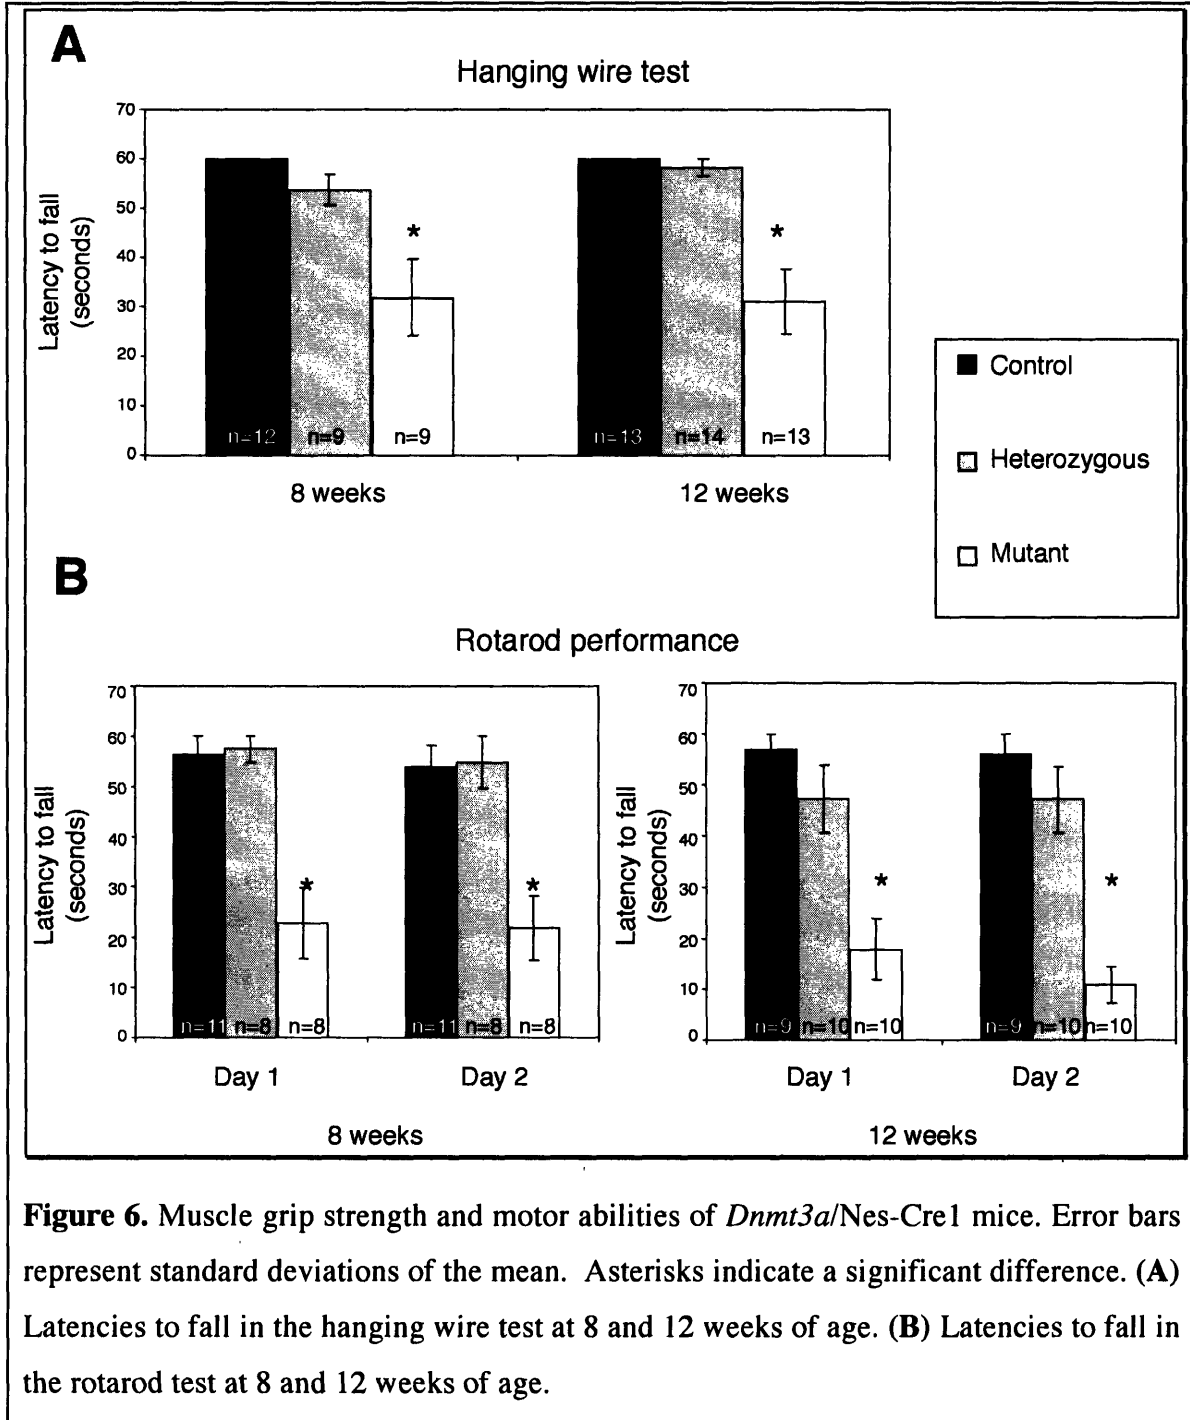 A
Hanging wire test
70
60
50
40
30
20
10
0
Latency to fall
(seconds)
*
*
n=12
n=9
n=9
n=13
n=14
n=13
8 weeks
12 weeks
Control
Heterozygous
Mutant
B
Rotarod performance
70
60
50
40
30
20
10
0
Latency to fall
(seconds)
*
*
n=11
n=8
n=8
n=11
n=8
n=8
Day 1
Day 2
8 weeks
70
60
50
40
30
20
10
0
Latency to fall
(seconds)
*
*
n=9
n=10
n=10
n=9
n=10
n=10
Day 1
Day 2
12 weeks
Figure 6. Muscle grip strength and motor abilities of Dnmt3a/Nes-Cre1 mice. Error bars
represent standard deviations of the mean. Asterisks indicate a significant difference. (A)
Latencies to fall in the hanging wire test at 8 and 12 weeks of age. (B) Latencies to fall in
the rotarod test at 8 and 12 weeks of age.